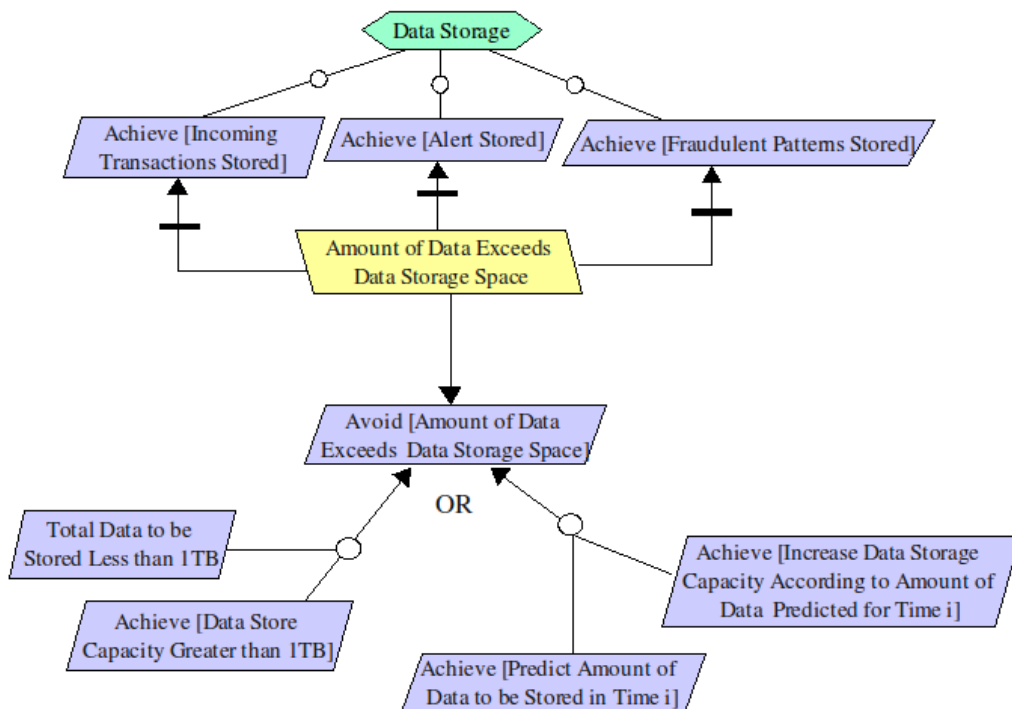 Data Storage
Achieve [Incoming
Transactions Stored]
Achieve [Alert Stored]
Achieve [Fraudulent Patterns Stored]
Amount of Data Exceeds
Data Storage Space
Avoid [Amount of Data
Exceeds Data Storage Space]
OR
Total Data to be
Stored Less than 1TB
Achieve [Data Store
Capacity Greater than 1TB]
Achieve [Increase Data Storage
Capacity According to Amount of
Data Predicted for Time i]
Achieve [Predict Amount of
Data to be Stored in Time i]